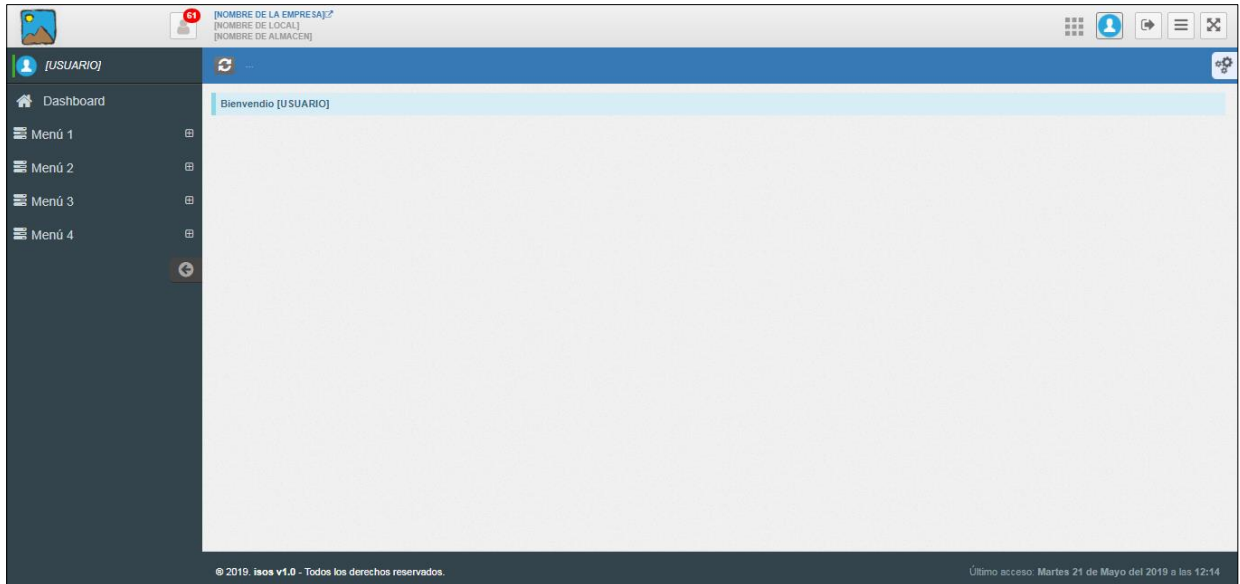 61
[NOMBRE DE LA EMPRESA]
[NOMBRE DE LOCAL]
[NOMBRE DE ALMACEN]
[USUARIO]
...
Dashboard
Bienvendio [USUARIO]
Menú 1
Menú 2
Menú 3
Menú 4
© 2019. isos v1.0 - Todos los derechos reservados.
Último acceso: Martes 21 de Mayo del 2019 a las 12:14